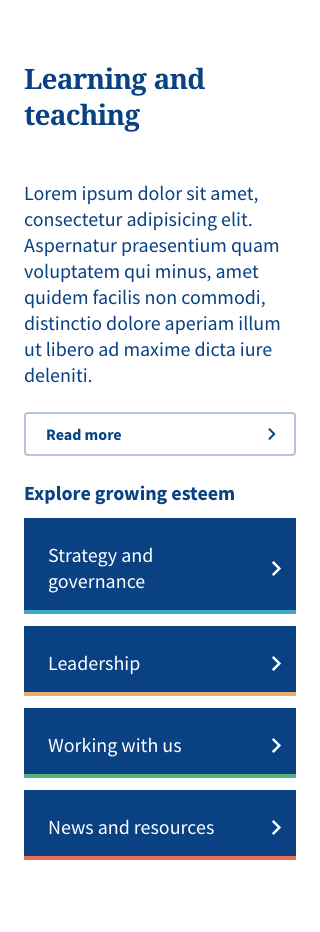 Learning and
teaching
Lorem ipsum dolor sit amet,
consectetur adipisicing elit.
Aspernatur praesentium quam
voluptatem qui minus, amet
quidem facilis non commodi,
distinctio dolore aperiam illum
ut libero ad maxime dicta iure
deleniti.
Read more
Explore growing esteem
Strategy and
governance
Leadership
Working with us
News and resources